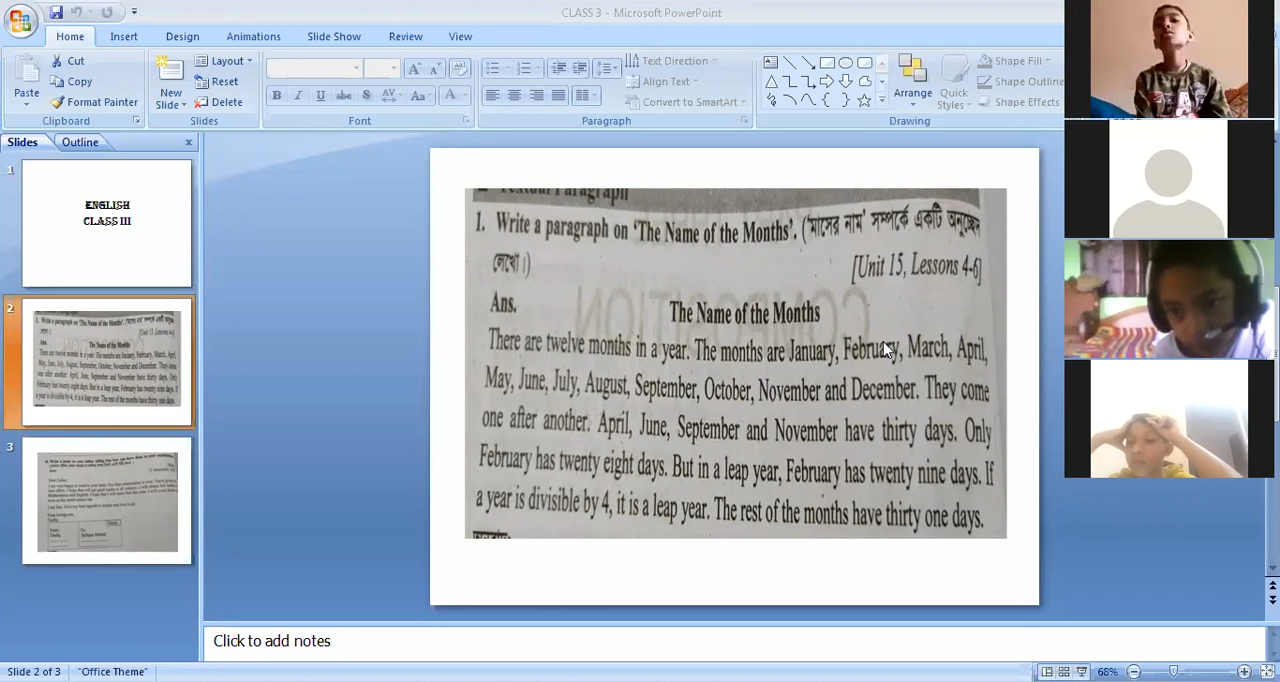 CLASS 3 - Microsoft PowerPoint
Home Insert Design Animations Slide Show Review View
Paste
Cut
Copy
Format Painter
Clipboard
New Slide
Layout
Reset
Delete
Slides
B I U abc S AV Aa A
Font
Text Direction
Align Text
Convert to SmartArt
Paragraph
Arrange
Quick Styles
Shape Fill
Shape Outline
Shape Effects
Drawing
Slides Outline
1
ENGLISH
CLASS III
2
3
Textual Paragraph
1. Write a paragraph on 'The Name of the Months'. ('মাসের নাম' সম্পর্কে একটি অনুচ্ছেদ
লেখো।) [Unit 15, Lessons 4-6]
Ans.
The Name of the Months
There are twelve months in a year. The months are January, February, March, April,
May, June, July, August, September, October, November and December. They come
one after another. April, June, September and November have thirty days. Only
February has twenty eight days. But in a leap year, February has twenty nine days. If
a year is divisible by 4, it is a leap year. The rest of the months have thirty one days.
Click to add notes
Slide 2 of 3 "Office Theme" 68%